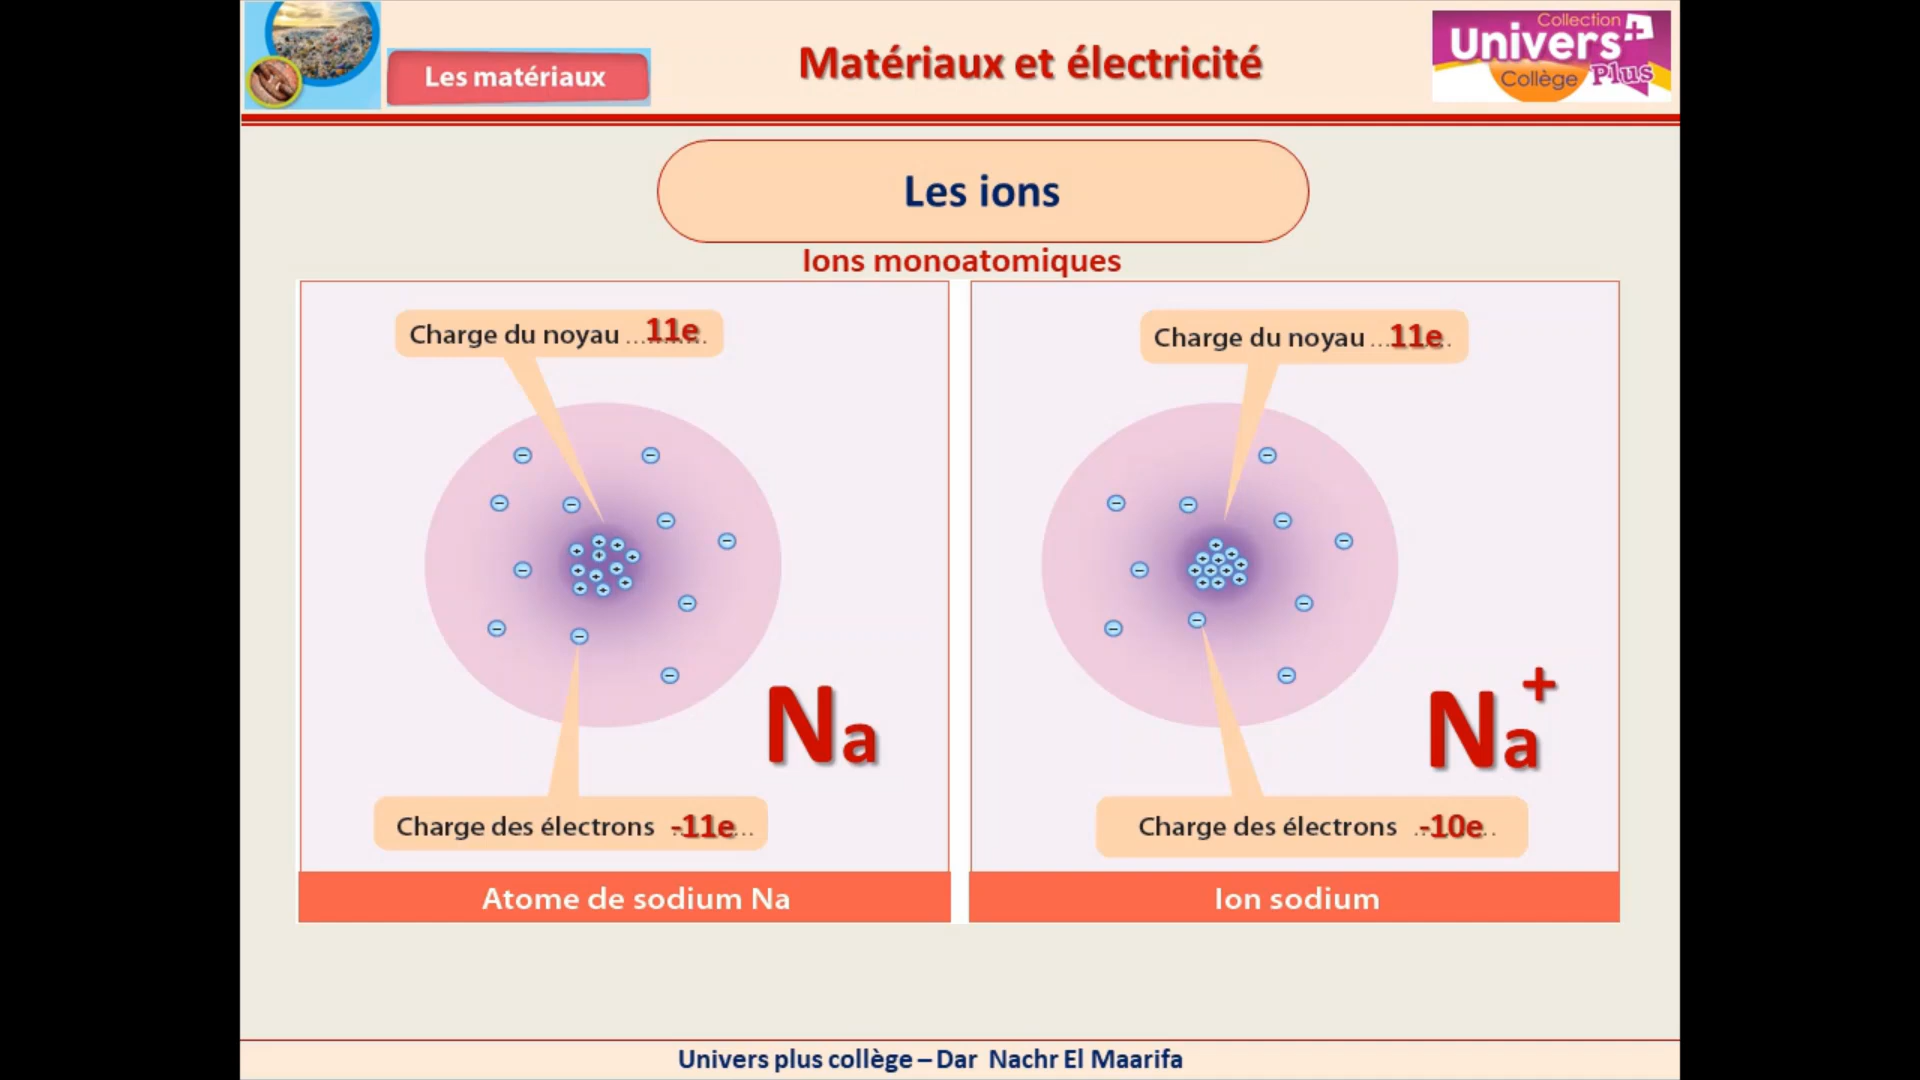 Les matériaux
Matériaux et électricité
Collection
Univers
Collège Plus
Les ions
Ions monoatomiques
Charge du noyau ...11e...
Charge du noyau ...11e...
Na
Na+
Charge des électrons -11e...
Charge des électrons ..-10e..
Atome de sodium Na
Ion sodium
Univers plus collège – Dar Nachr El Maarifa